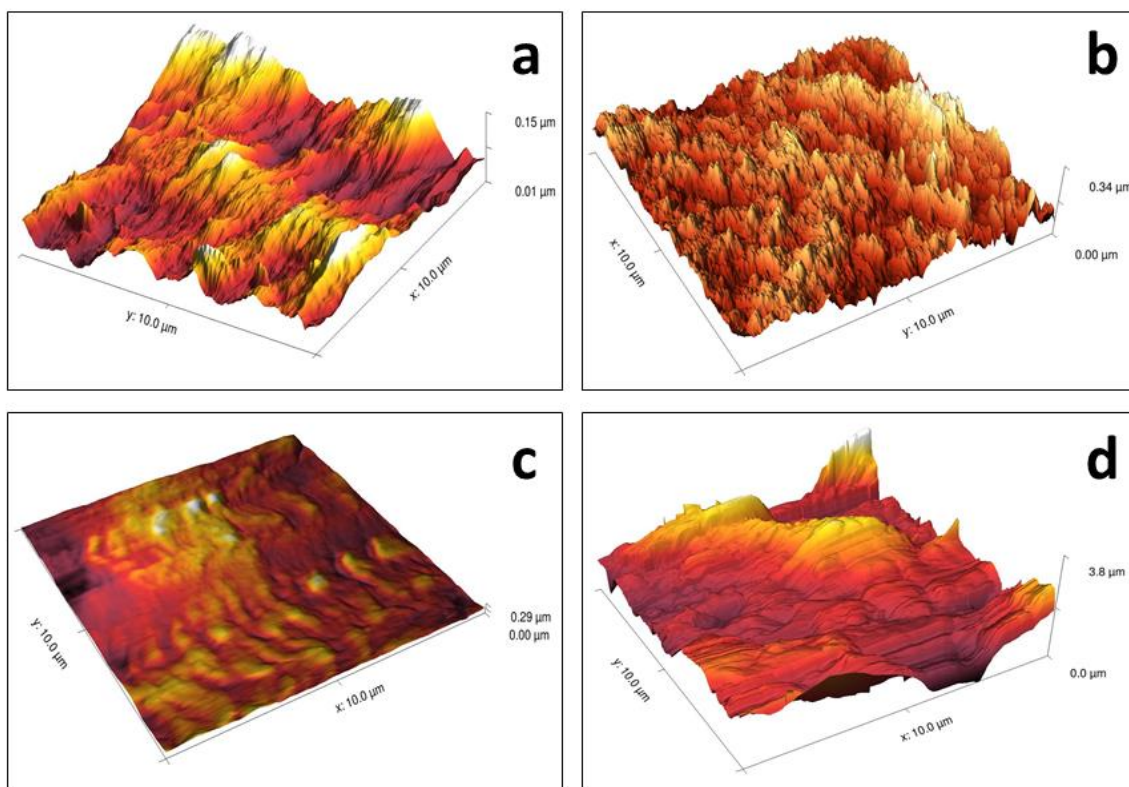 a
0.15 µm
0.01 µm
x: 10.0 µm
y: 10.0 µm
b
0.34 µm
0.00 µm
x: 10.0 µm
y: 10.0 µm
c
0.29 µm
0.00 µm
y: 10.0 µm
x: 10.0 µm
d
3.8 µm
0.0 µm
y: 10.0 µm
x: 10.0 µm